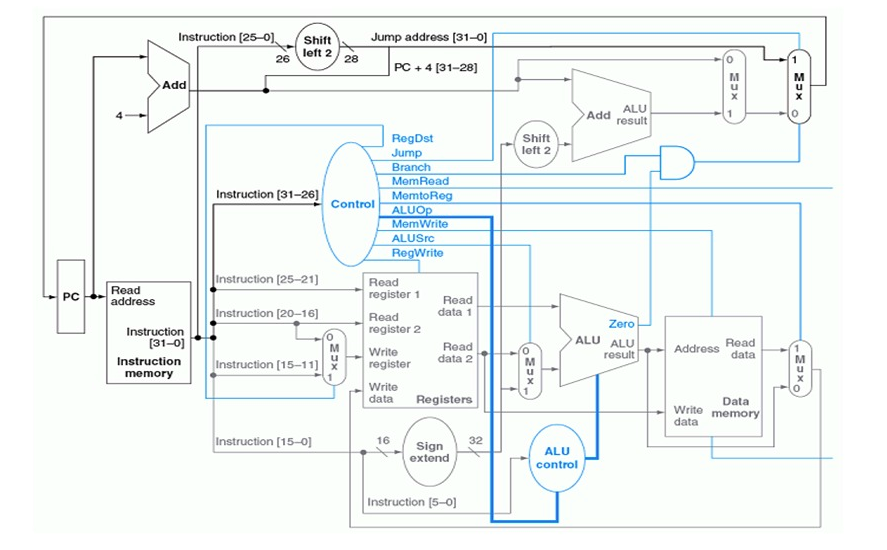 Instruction [25–0]
Shift
left 2
Jump address [31–0]
26
28
PC + 4 [31–28]
Add
4
0
M
u
x
1
1
M
u
x
0
Add
ALU
result
Shift
left 2
RegDst
Jump
Branch
MemRead
MemtoReg
ALUOp
MemWrite
ALUSrc
RegWrite
Control
Instruction [31–26]
PC
Read
address
Instruction
[31–0]
Instruction
memory
Instruction [25–21]
Instruction [20–16]
Instruction [15–11]
0
M
u
x
1
Read
register 1
Read
register 2
Write
register
Write
data
Read
data 1
Read
data 2
Registers
0
M
u
x
1
Zero
ALU
ALU
result
Address
Read
data
Write
data
Data
memory
1
M
u
x
0
Instruction [15–0]
16
Sign
extend
32
ALU
control
Instruction [5–0]